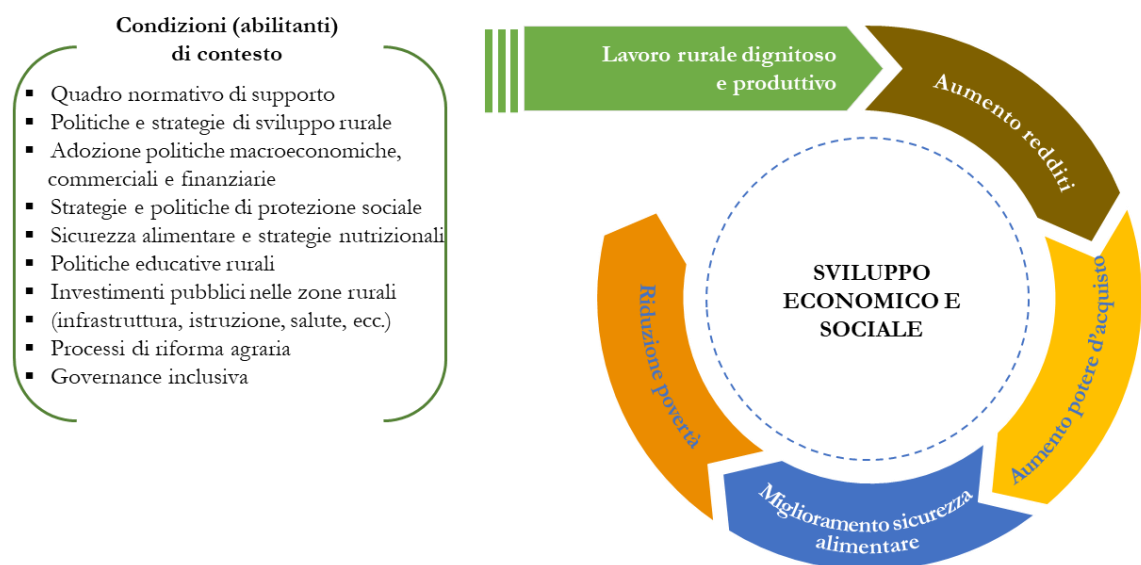 Condizioni (abilitanti)
di contesto
▪ Quadro normativo di supporto
▪ Politiche e strategie di sviluppo rurale
▪ Adozione politiche macroeconomiche,
commerciali e finanziarie
▪ Strategie e politiche di protezione sociale
▪ Sicurezza alimentare e strategie nutrizionali
▪ Politiche educative rurali
▪ Investimenti pubblici nelle zone rurali
▪ (infrastruttura, istruzione, salute, ecc.)
▪ Processi di riforma agraria
▪ Governance inclusiva
Lavoro rurale dignitoso
e produttivo
Aumento redditi
Aumento potere d'acquisto
Miglioramento sicurezza
alimentare
Riduzione povertà
SVILUPPO
ECONOMICO E
SOCIALE